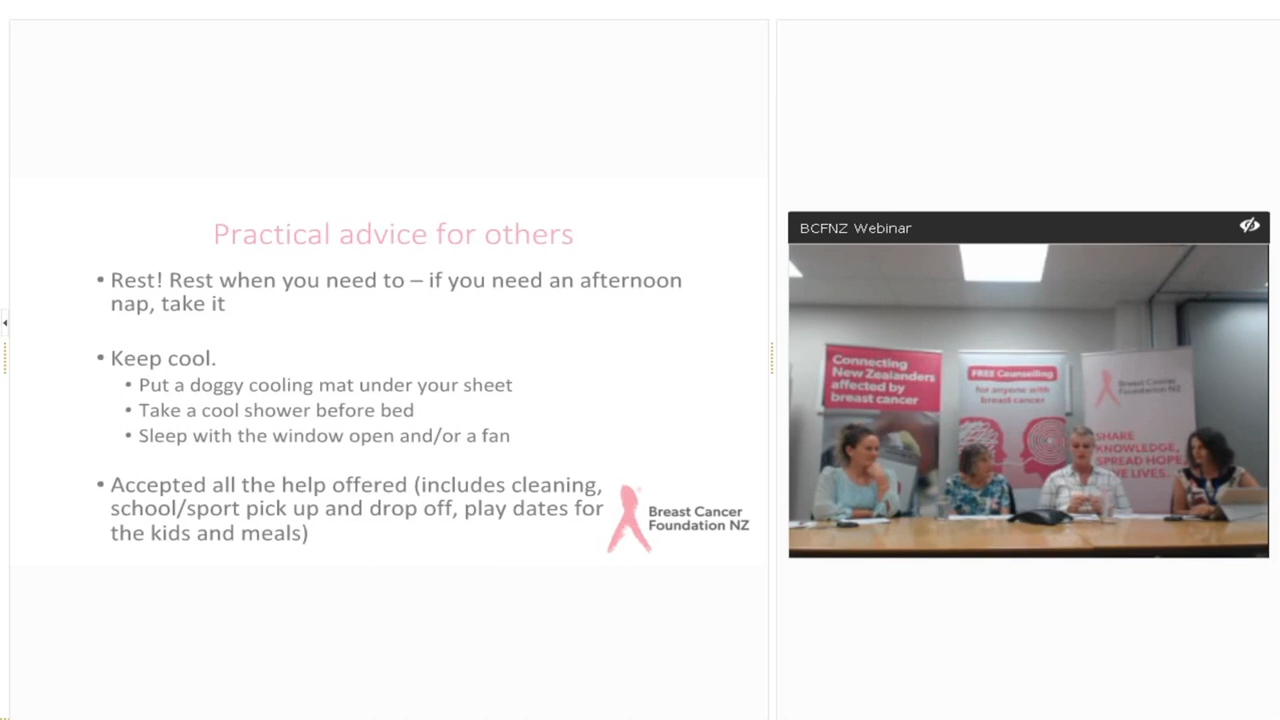 Practical advice for others
• Rest! Rest when you need to – if you need an afternoon
nap, take it
• Keep cool.
• Put a doggy cooling mat under your sheet
• Take a cool shower before bed
• Sleep with the window open and/or a fan
• Accepted all the help offered (includes cleaning,
school/sport pick up and drop off, play dates for
the kids and meals)
Breast Cancer
Foundation NZ
BCFNZ Webinar
Connecting
New Zealanders
affected by
breast cancer
FREE Counselling
for anyone with
breast cancer
Breast Cancer
Foundation NZ
SHARE
KNOWLEDGE,
SPREAD HOPE,
LIVES...